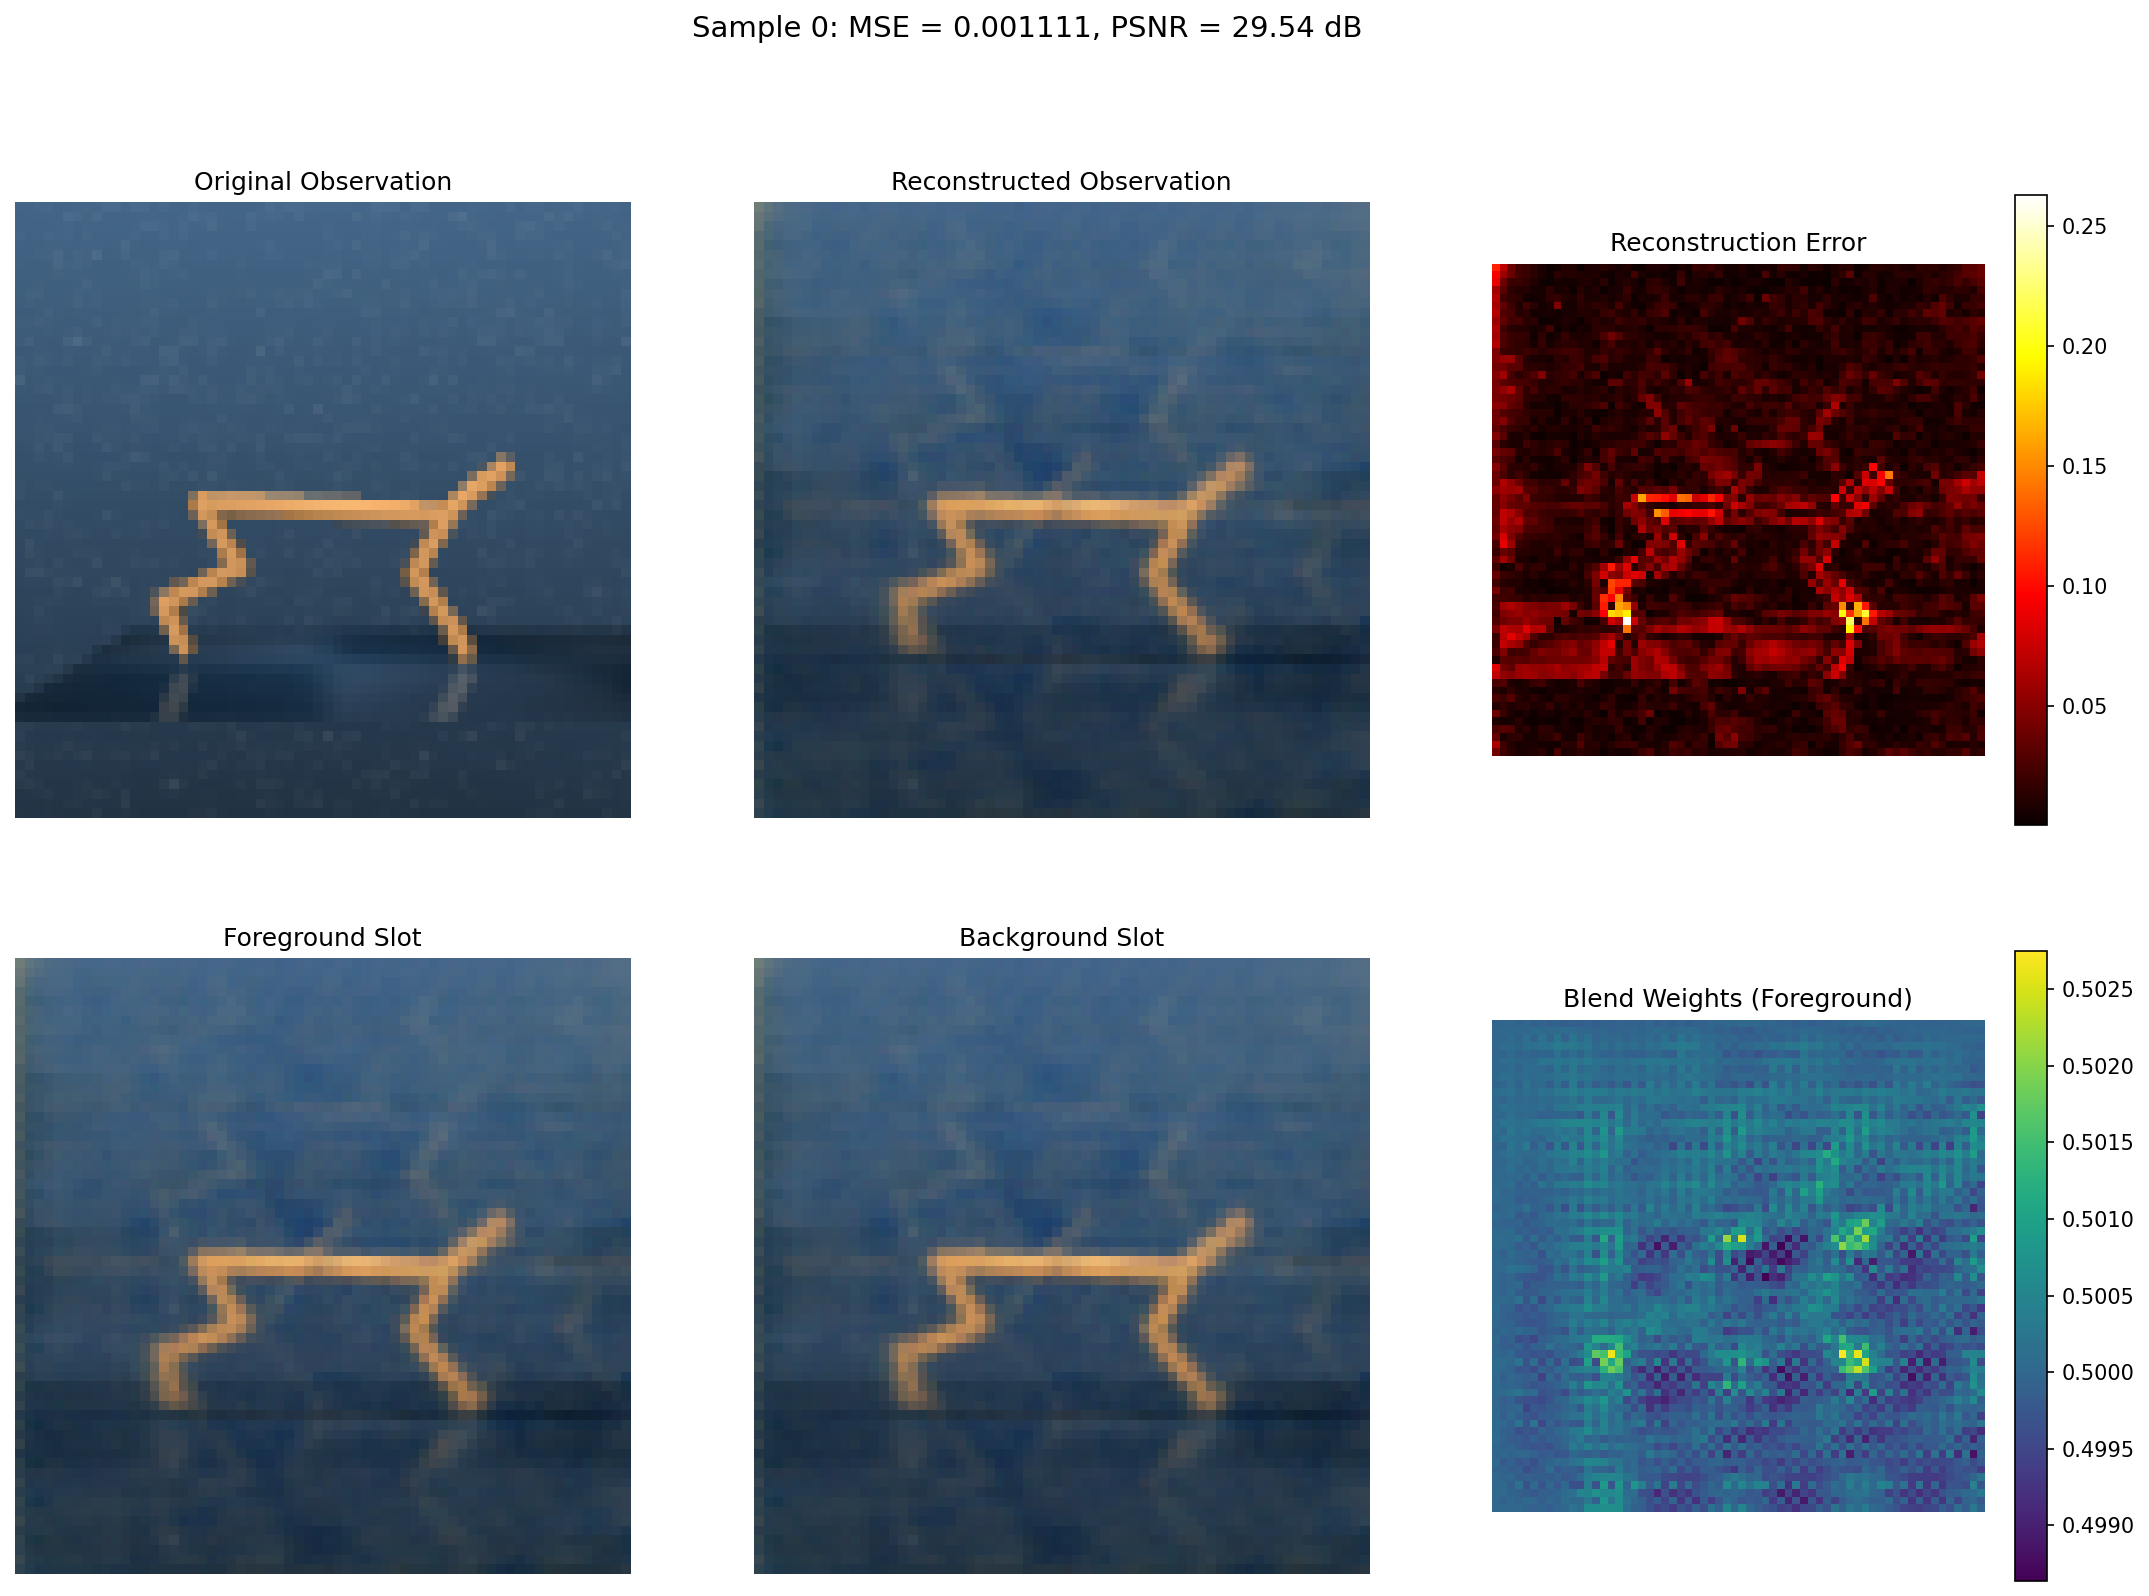 Sample 0: MSE = 0.001111, PSNR = 29.54 dB
Original Observation
Reconstructed Observation
Reconstruction Error
0.25
0.20
0.15
0.10
0.05
Foreground Slot
Background Slot
Blend Weights (Foreground)
0.5025
0.5020
0.5015
0.5010
0.5005
0.5000
0.4995
0.4990